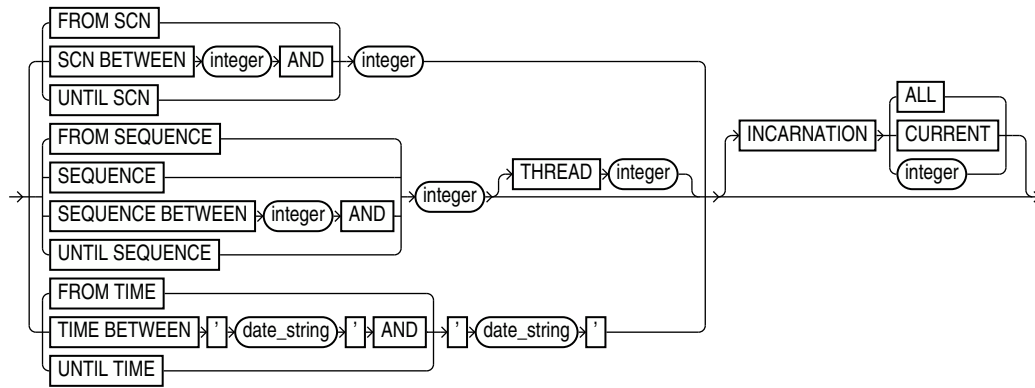 FROM SCN
SCN BETWEEN integer AND integer
UNTIL SCN
FROM SEQUENCE
SEQUENCE
SEQUENCE BETWEEN integer AND integer THREAD integer
UNTIL SEQUENCE
FROM TIME
TIME BETWEEN ' date_string ' AND ' date_string '
UNTIL TIME
INCARNATION
ALL
CURRENT
integer